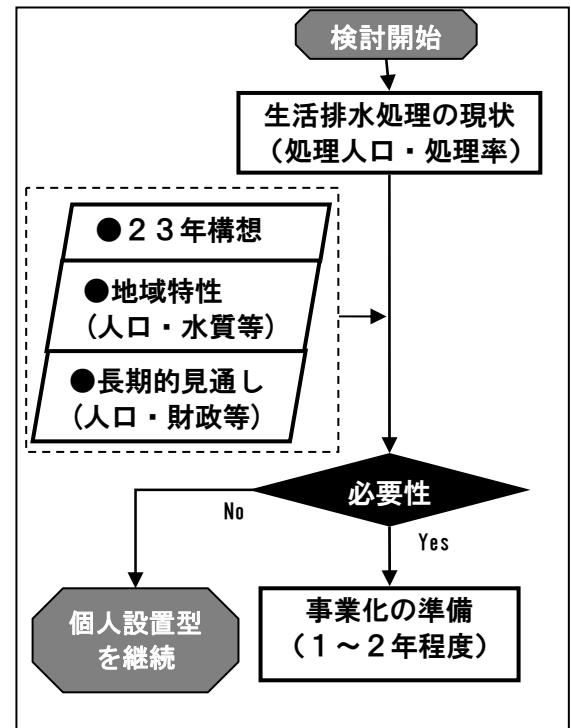 検討開始
生活排水処理の現状
（処理人口・処理率）
●２３年構想
●地域特性
（人口・水質等）
●長期的見通し
（人口・財政等）
必要性
No
Yes
個人設置型
を継続
事業化の準備
（１～２年程度）